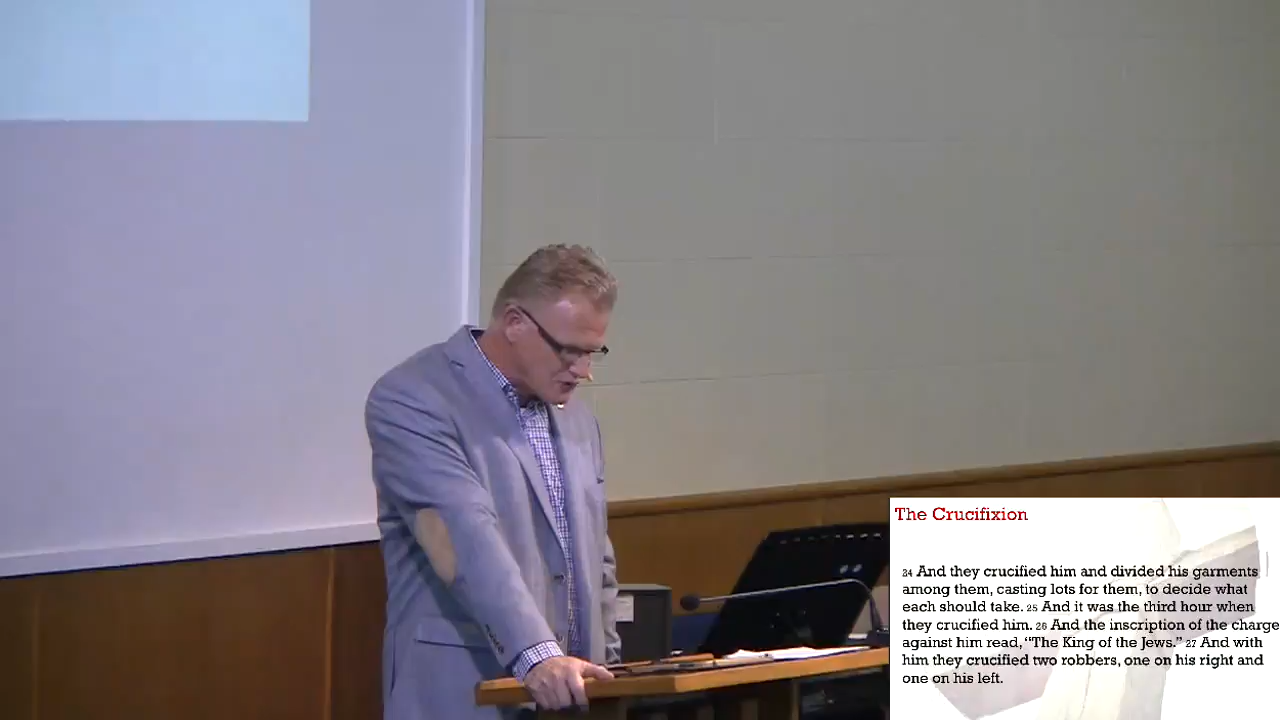 The Crucifixion
24 And they crucified him and divided his garments
among them, casting lots for them, to decide what
each should take. 25 And it was the third hour when
they crucified him. 26 And the inscription of the charge
against him read, “The King of the Jews.” 27 And with
him they crucified two robbers, one on his right and
one on his left.